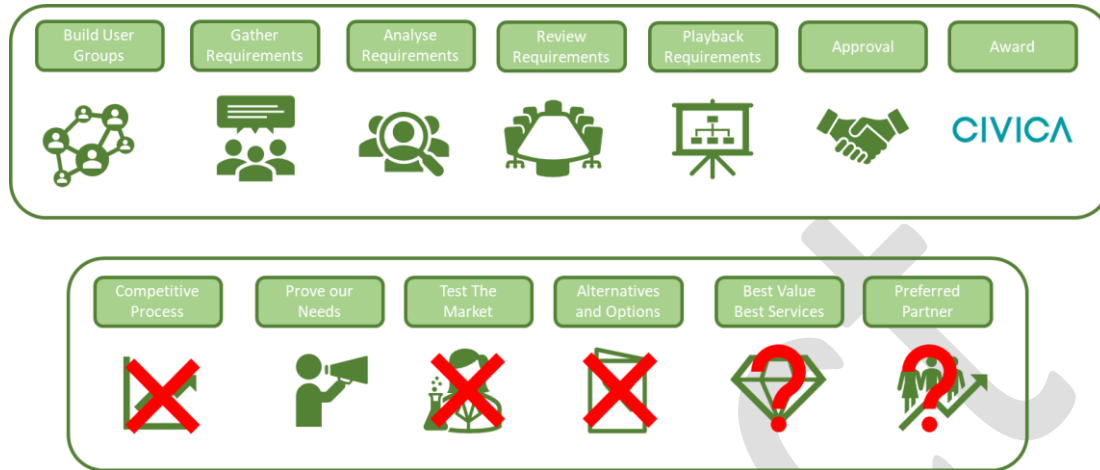 Build User
Groups
Gather
Requirements
Analyse
Requirements
Review
Requirements
Playback
Requirements
Approval
Award
CIVICA
Competitive
Process
Prove our
Needs
Test The
Market
Alternatives
and Options
Best Value
Best Services
Preferred
Partner
?
?